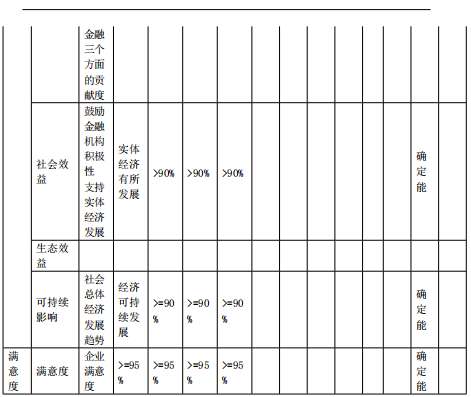 金融
三个
方面
的贡
献度
社会效
益
鼓励
金融
机构
积极
性
支持
实体
经济
发展
实体
经济
有所
发展
>90%
>90%
>90%
确
定
能
生态效
益
可持续
影响
社会
总体
经济
发展
趋势
经济
可持
续发
展
>=90
%
>=90
%
>=90
%
确
定
能
满
意
度
满意度
企业
满意
度
>=95
%
>=95
%
>=95
%
>=95
%
确
定
能